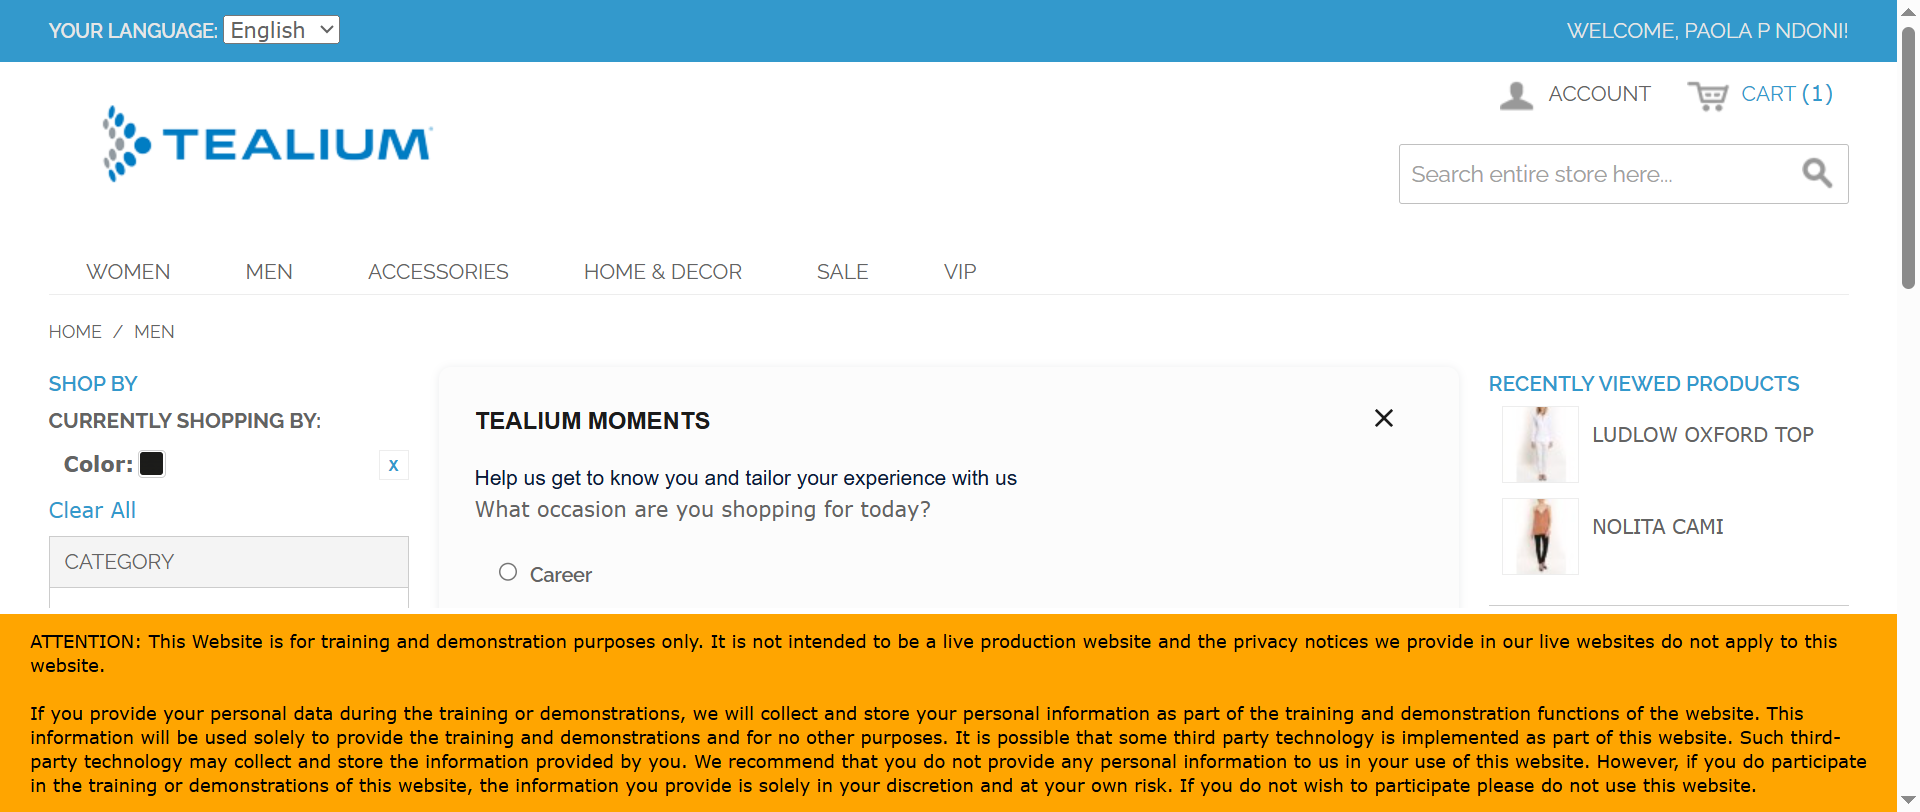 YOUR LANGUAGE: English
WELCOME, PAOLA P NDONI!
TEALIUM
ACCOUNT
CART (1)
Search entire store here...
WOMEN MEN ACCESSORIES HOME & DECOR SALE VIP
HOME / MEN
SHOP BY
CURRENTLY SHOPPING BY:
Color:
x
Clear All
CATEGORY
TEALIUM MOMENTS
Help us get to know you and tailor your experience with us
What occasion are you shopping for today?
Career
RECENTLY VIEWED PRODUCTS
LUDLOW OXFORD TOP
NOLITA CAMI
ATTENTION: This Website is for training and demonstration purposes only. It is not intended to be a live production website and the privacy notices we provide in our live websites do not apply to this
website.
If you provide your personal data during the training or demonstrations, we will collect and store your personal information as part of the training and demonstration functions of the website. This
information will be used solely to provide the training and demonstrations and for no other purposes. It is possible that some third party technology is implemented as part of this website. Such third-
party technology may collect and store the information provided by you. We recommend that you do not provide any personal information to us in your use of this website. However, if you do participate
in the training or demonstrations of this website, the information you provide is solely in your discretion and at your own risk. If you do not wish to participate please do not use this website.